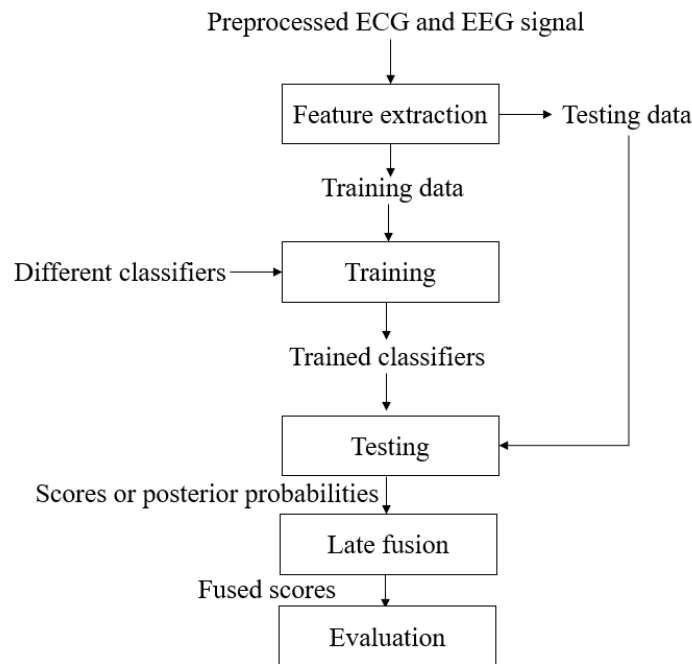 Preprocessed ECG and EEG signal
Feature extraction
Testing data
Training data
Different classifiers
Training
Trained classifiers
Testing
Scores or posterior probabilities
Late fusion
Fused scores
Evaluation